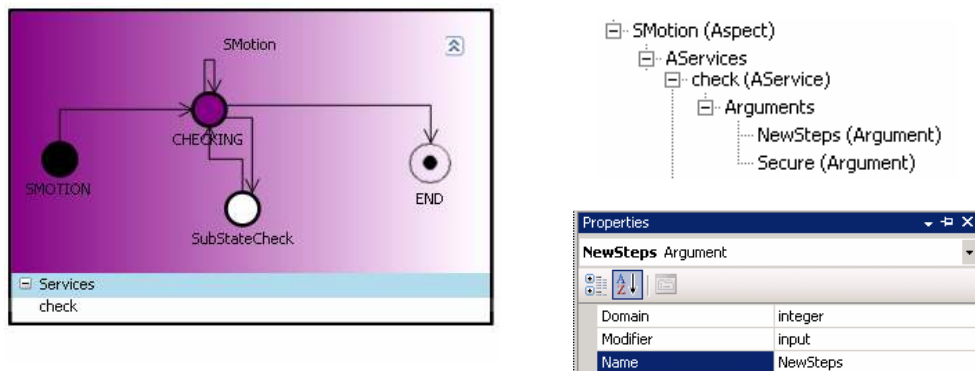 SMotion
CHECKING
SMOTION
END
SubStateCheck
Services
check
SMotion (Aspect)
AServices
check (AService)
Arguments
NewSteps (Argument)
Secure (Argument)
Properties
NewSteps Argument
Domain integer
Modifier input
Name NewSteps